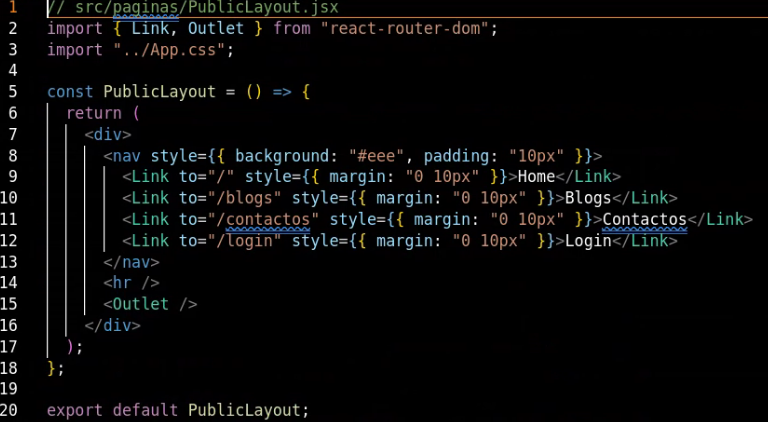 1 // src/paginas/PublicLayout.jsx
2 import { Link, Outlet } from "react-router-dom";
3 import "../App.css";
4
5 const PublicLayout = () => {
6   return (
7     <div>
8       <nav style={{ background: "#eee", padding: "10px" }}>
9         <Link to="/" style={{ margin: "0 10px" }}>Home</Link>
10         <Link to="/blogs" style={{ margin: "0 10px" }}>Blogs</Link>
11         <Link to="/contactos" style={{ margin: "0 10px" }}>Contactos</Link>
12         <Link to="/login" style={{ margin: "0 10px" }}>Login</Link>
13       </nav>
14       <hr />
15       <Outlet />
16     </div>
17   );
18 };
19
20 export default PublicLayout;